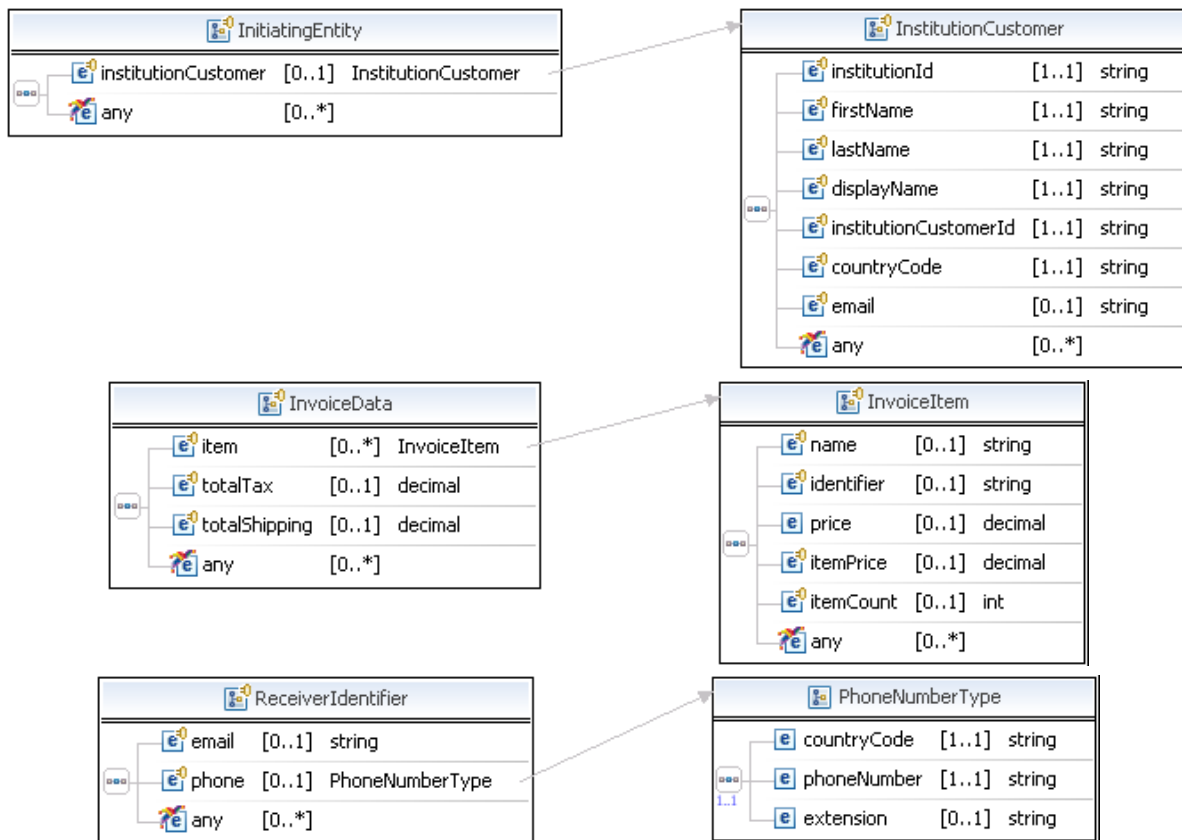 InitiatingEntity
institutionCustomer [0..1] InstitutionCustomer
any [0..*]
InstitutionCustomer
institutionId [1..1] string
firstName [1..1] string
lastName [1..1] string
displayName [1..1] string
institutionCustomerId [1..1] string
countryCode [1..1] string
email [0..1] string
any [0..*]
InvoiceData
item [0..*] InvoiceItem
totalTax [0..1] decimal
totalShipping [0..1] decimal
any [0..*]
InvoiceItem
name [0..1] string
identifier [0..1] string
price [0..1] decimal
itemPrice [0..1] decimal
itemCount [0..1] int
any [0..*]
ReceiverIdentifier
email [0..1] string
phone [0..1] PhoneNumberType
any [0..*]
PhoneNumberType
countryCode [1..1] string
phoneNumber [1..1] string
1..1
extension [0..1] string